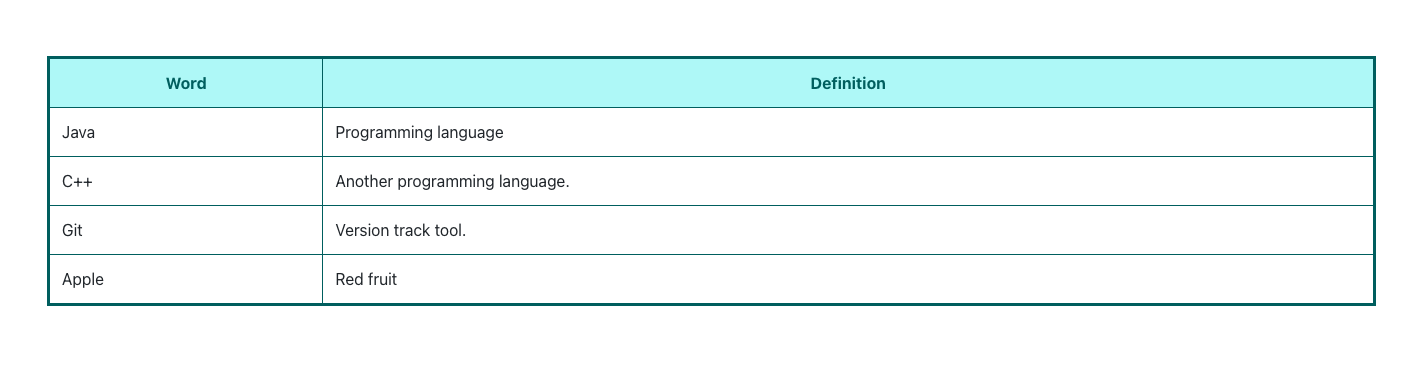 Word Definition
Java Programming language
C++ Another programming language.
Git Version track tool.
Apple Red fruit